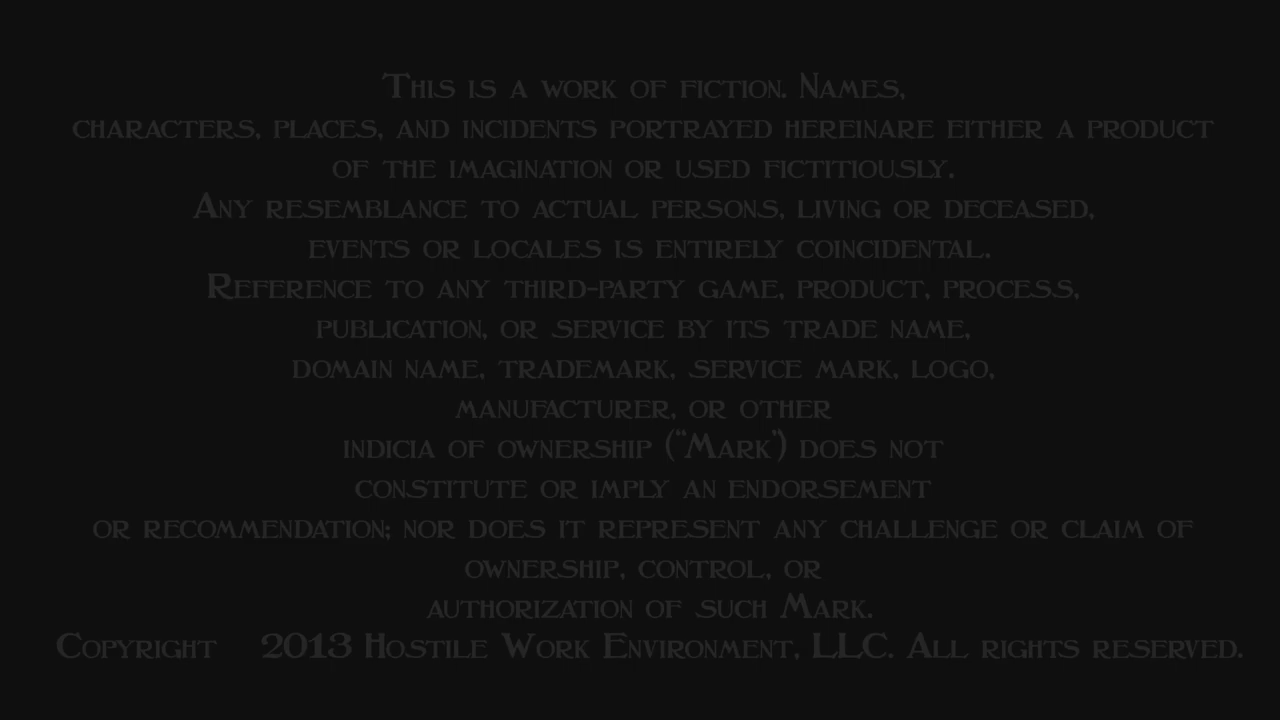 This is a work of fiction. Names,
characters, places, and incidents portrayed hereinare either a product
of the imagination or used fictitiously.
Any resemblance to actual persons, living or deceased,
events or locales is entirely coincidental.
Reference to any third-party game, product, process,
publication, or service by its trade name,
domain name, trademark, service mark, logo,
manufacturer, or other
indicia of ownership (“Mark”) does not
constitute or imply an endorsement
or recommendation; nor does it represent any challenge or claim of
ownership, control, or
authorization of such Mark.
Copyright 2013 Hostile Work Environment, LLC. All rights reserved.